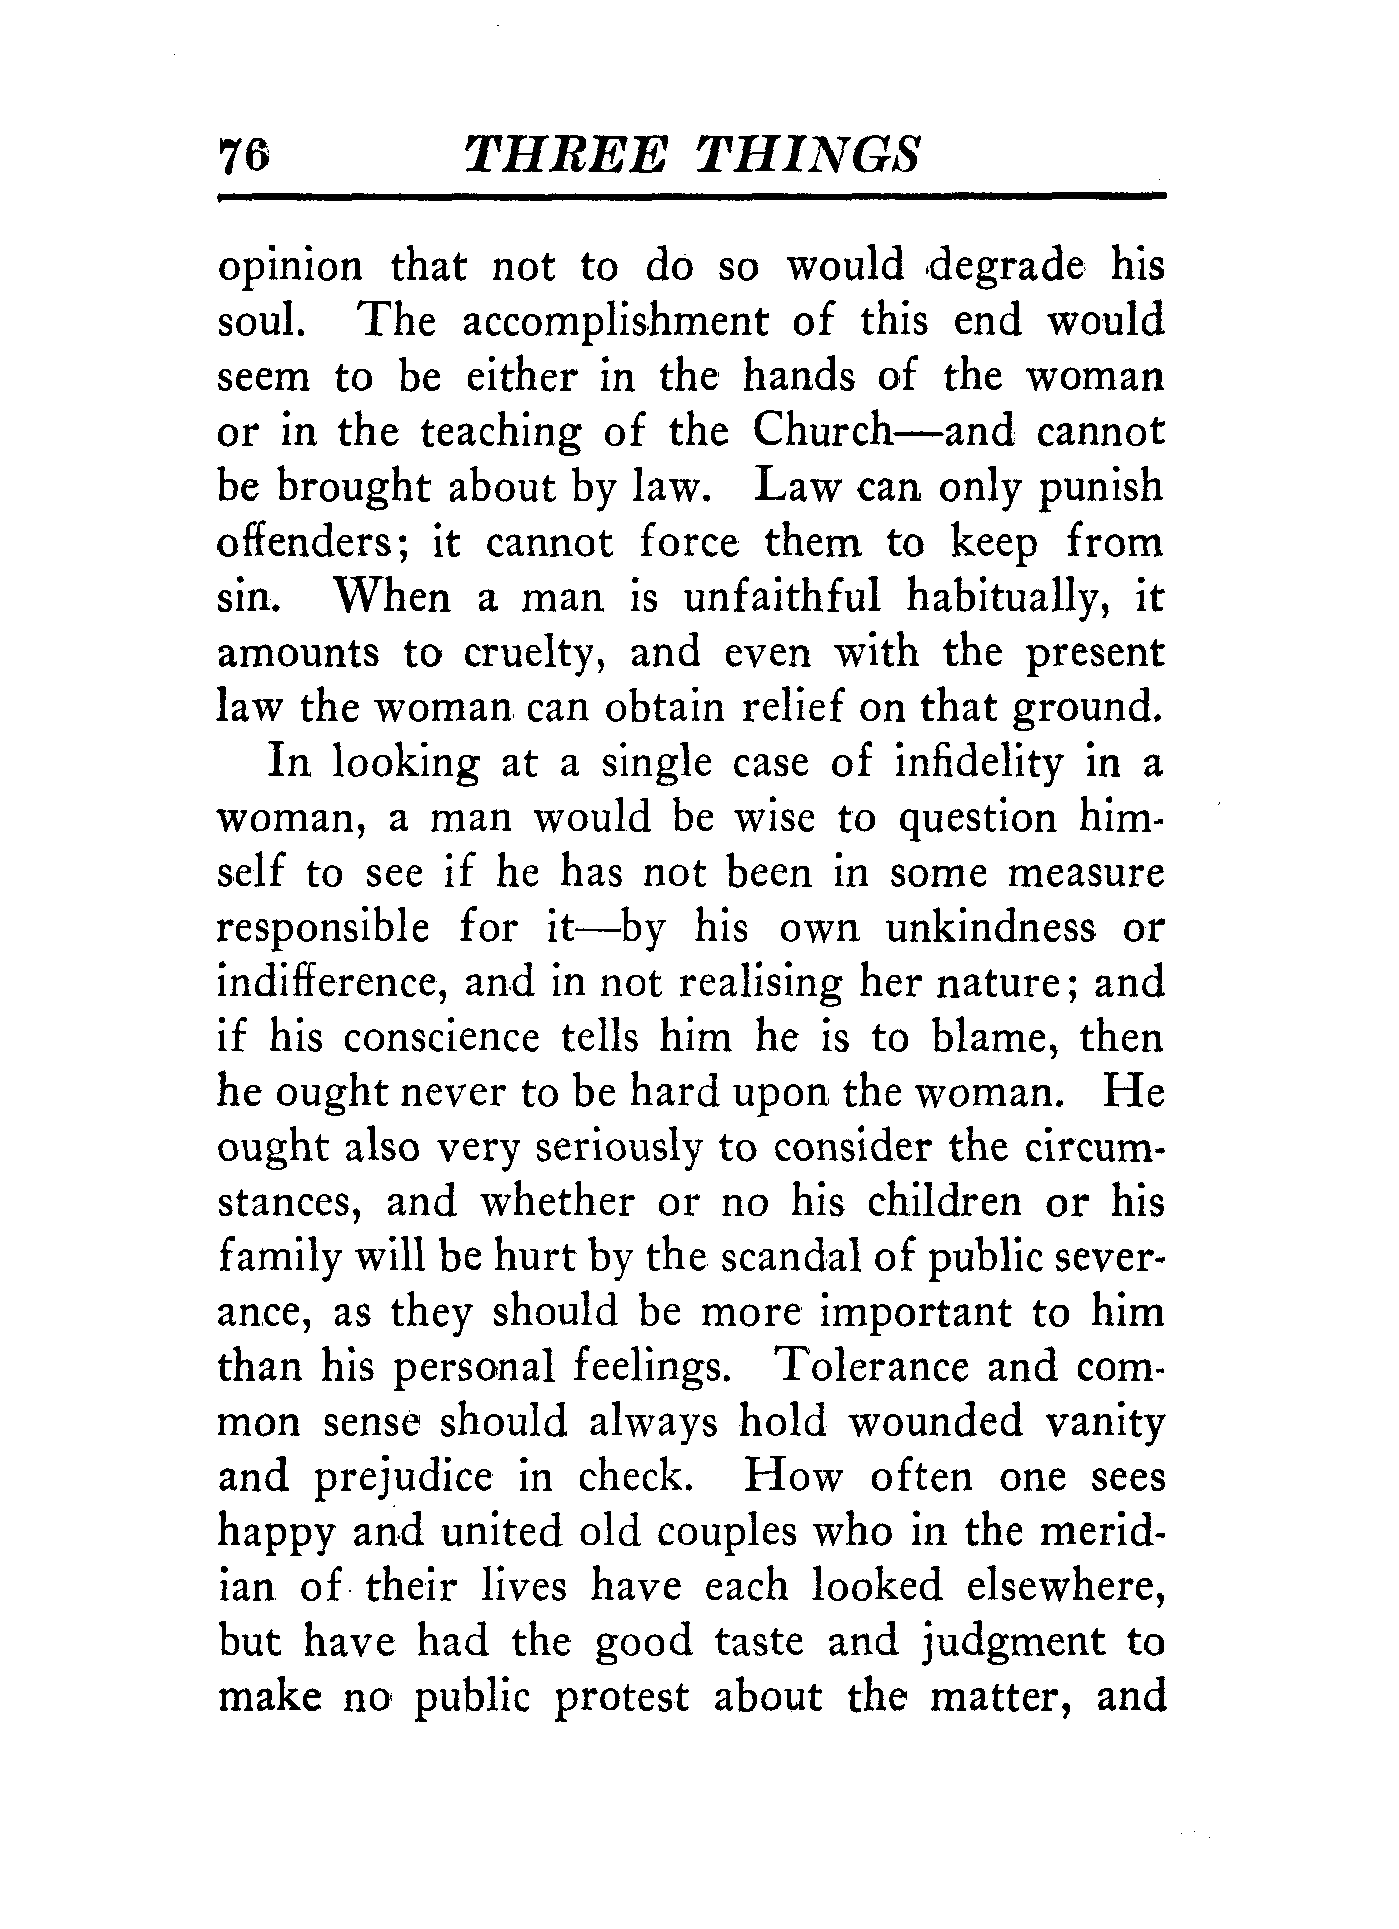 76 THREE THINGS
opinion that not to do so would degrade his
soul. The accomplishment of this end would
seem to be either in the hands of the woman
or in the teaching of the Church—and cannot
be brought about by law. Law can only punish
offenders; it cannot force them to keep from
sin. When a man is unfaithful habitually, it
amounts to cruelty, and even with the present
law the woman can obtain relief on that ground.
In looking at a single case of infidelity in a
woman, a man would be wise to question him-
self to see if he has not been in some measure
responsible for it—by his own unkindness or
indifference, and in not realising her nature; and
if his conscience tells him he is to blame, then
he ought never to be hard upon the woman. He
ought also very seriously to consider the circum-
stances, and whether or no his children or his
family will be hurt by the scandal of public sever-
ance, as they should be more important to him
than his personal feelings. Tolerance and com-
mon sense should always hold wounded vanity
and prejudice in check. How often one sees
happy and united old couples who in the merid-
ian of their lives have each looked elsewhere,
but have had the good taste and judgment to
make no public protest about the matter, and